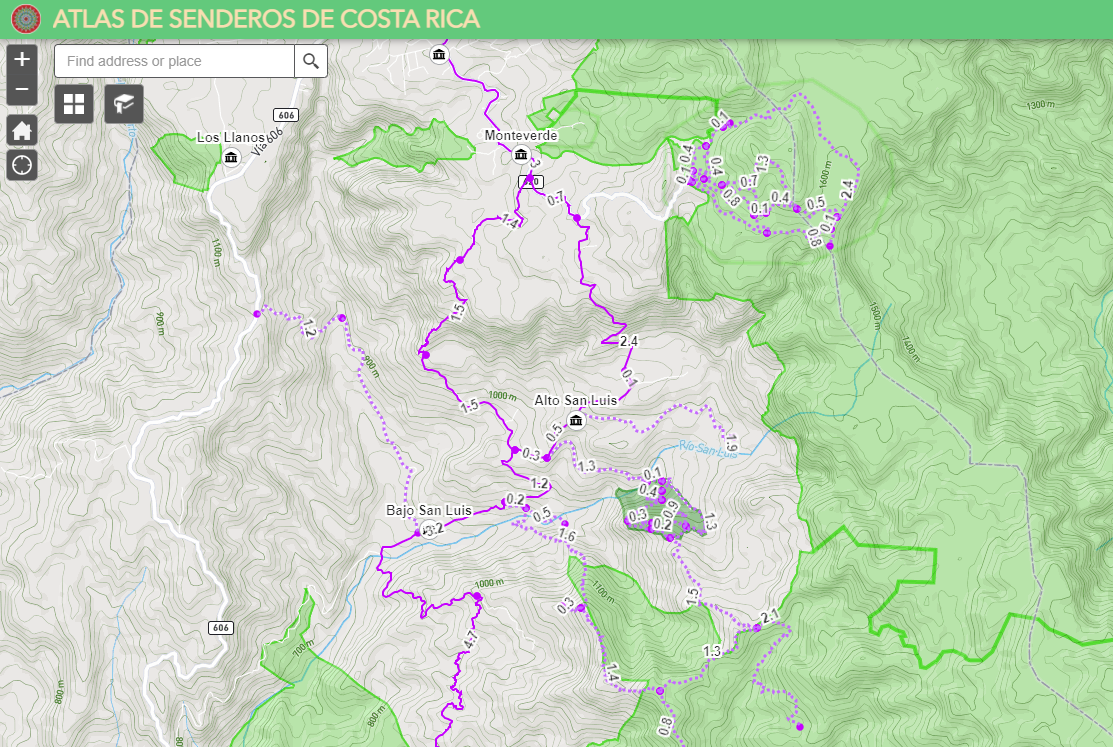 ATLAS DE SENDEROS DE COSTA RICA
+
Find address or place
−
606
Los Llanos
Vía 606
Monteverde
3
0.7
1.4
0.1
0.4
0.1
0.4
1.3
0.7
0.8
0.1
0.4
0.5
2.4
0.1
0.8
1300 m
1600 m
1100 m
900 m
1.2
900 m
1.5
2.4
0.1
1500 m
1400 m
1000 m
1.5
Alto San Luis
0.5
0.3
1.9
Río San Luis
1.3
0.1
0.4
1.2
0.2
0.5
0.3
0.9
0.2
1.3
Bajo San Luis
1.6
1000 m
1100 m
0.3
1.5
2.1
606
4.7
1.3
700 m
1.4
800 m
800 m
0.8